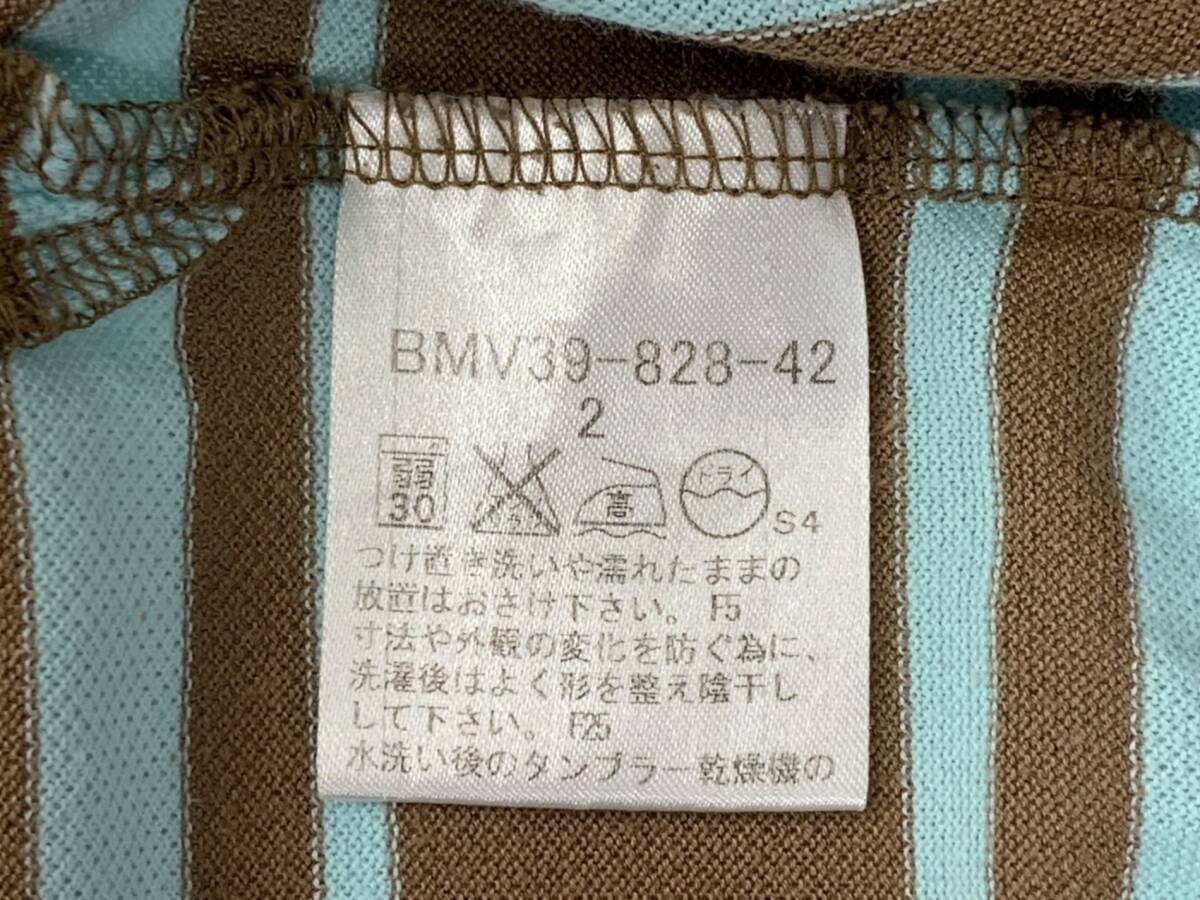 BMV39-828-42
2
弱
30
高
ドライ
S4
つけ置き洗いや濡れたままの
放置はおさけ下さい。 F5
寸法や外観の変化を防ぐ為に、
洗濯後はよく形を整え陰干し
して下さい。 F25
水洗い後のタンブラー乾燥機の